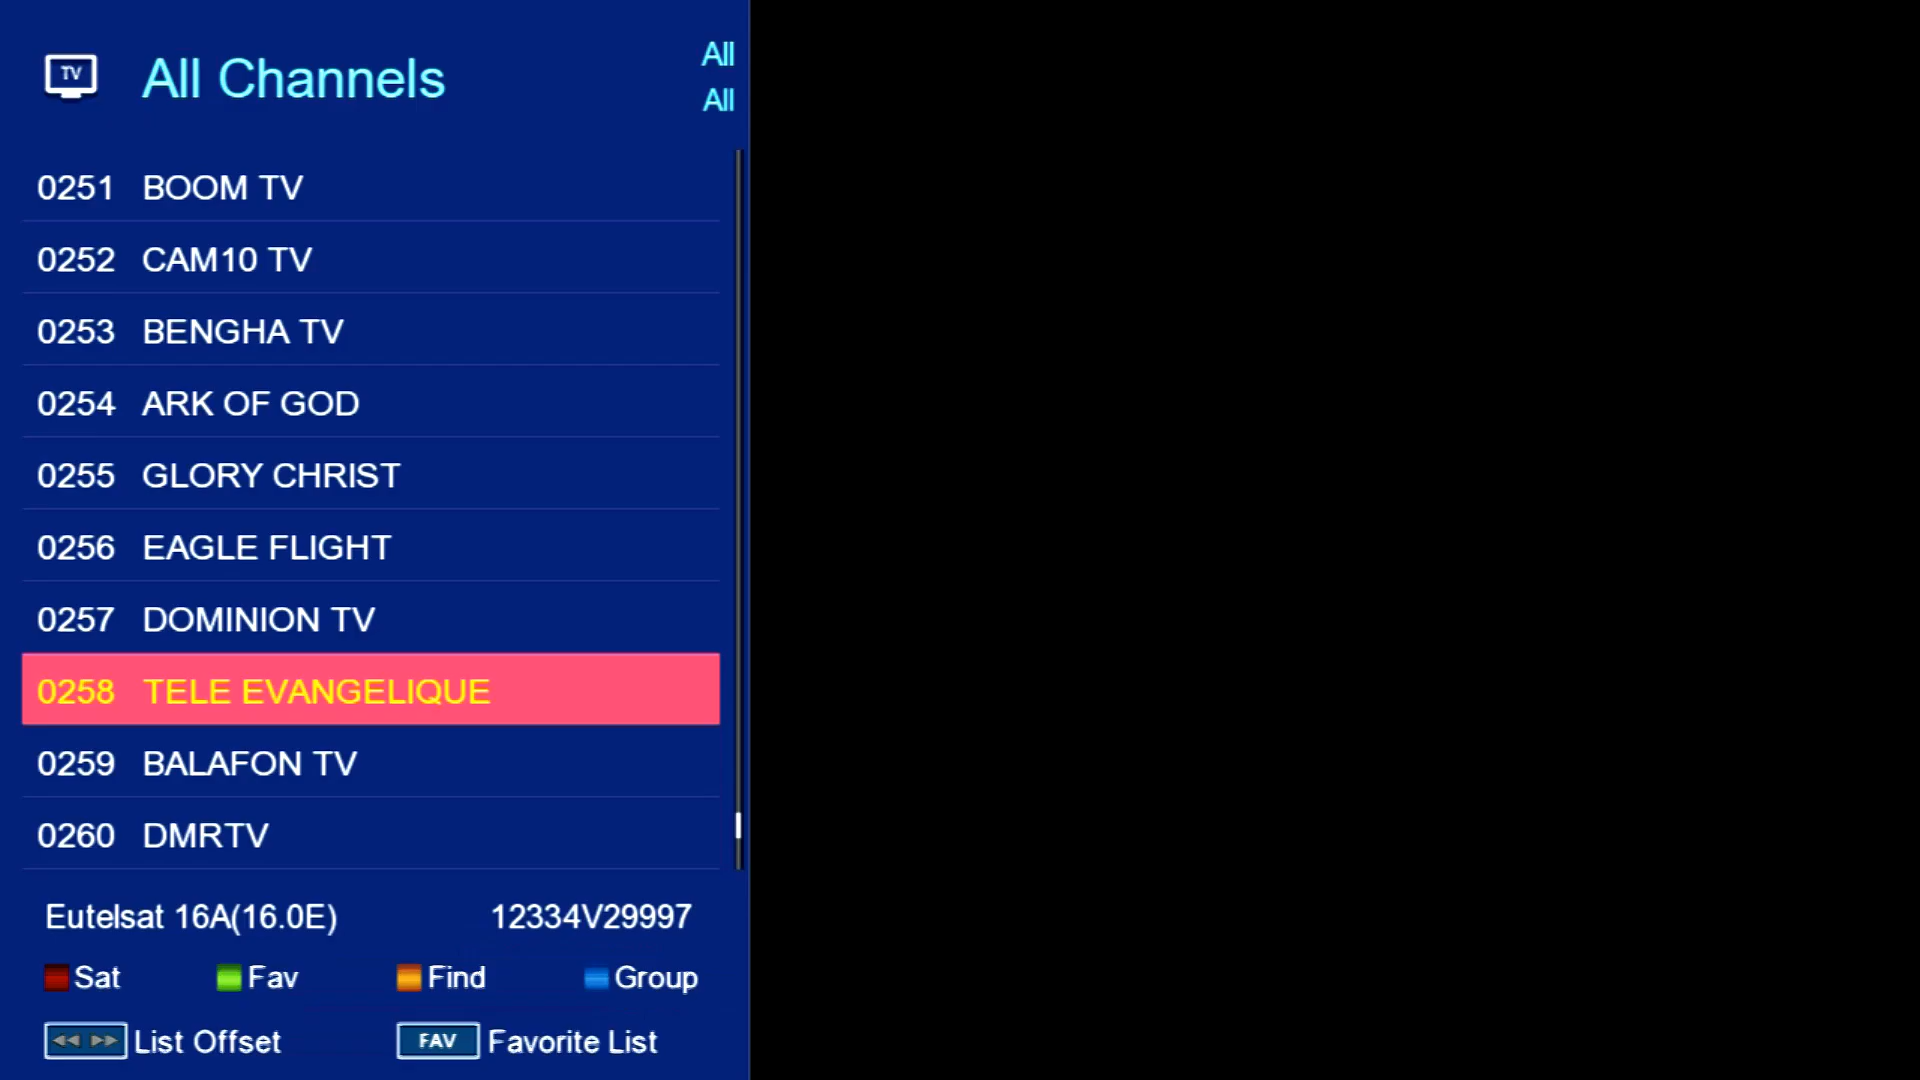 TV All Channels All
All
0251 BOOM TV
0252 CAM10 TV
0253 BENGHA TV
0254 ARK OF GOD
0255 GLORY CHRIST
0256 EAGLE FLIGHT
0257 DOMINION TV
0258 TELE EVANGELIQUE
0259 BALAFON TV
0260 DMRTV
Eutelsat 16A(16.0E) 12334V29997
Sat Fav Find Group
List Offset FAV Favorite List